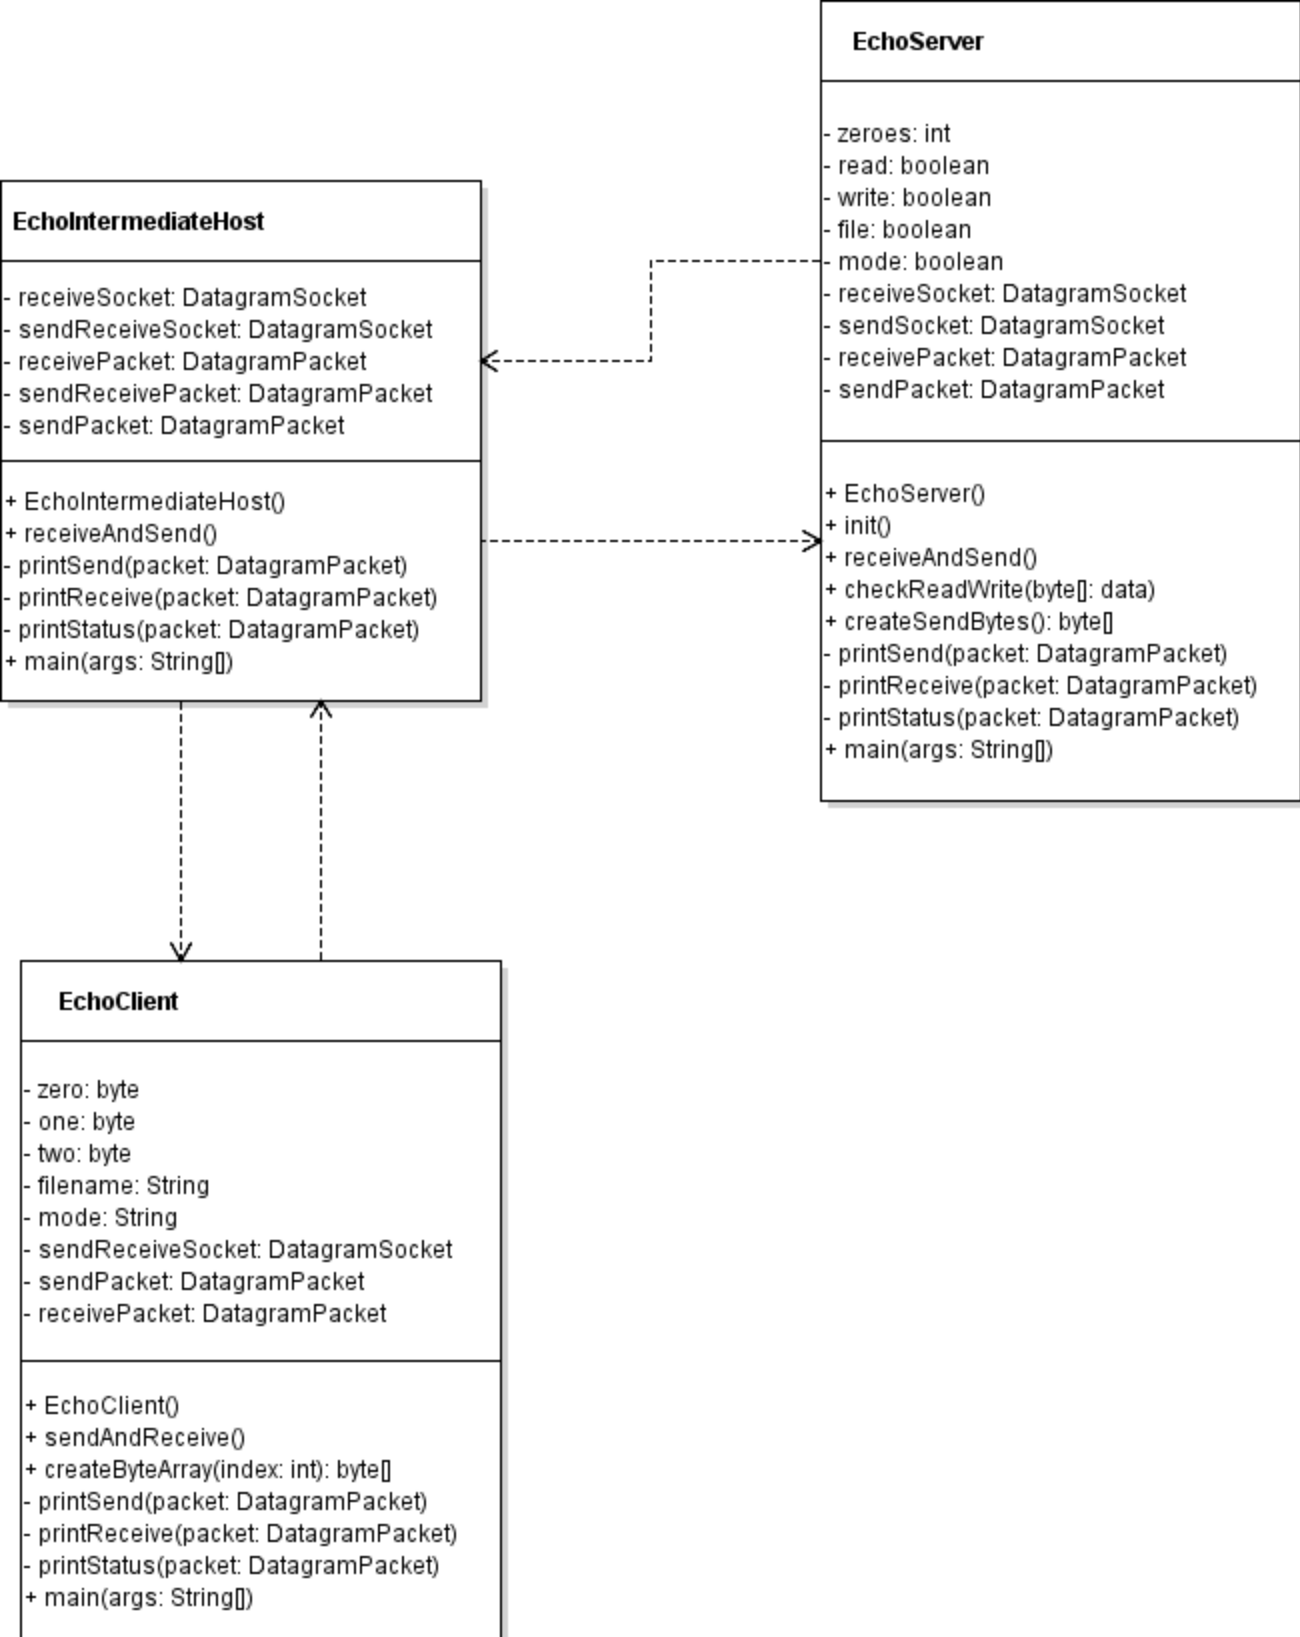 EchoServer
- zeroes: int
- read: boolean
- write: boolean
- file: boolean
- mode: boolean
- receiveSocket: DatagramSocket
- sendSocket: DatagramSocket
- receivePacket: DatagramPacket
- sendPacket: DatagramPacket
+ EchoServer()
+ init()
+ receiveAndSend()
+ checkReadWrite(byte[]: data)
+ createSendBytes(): byte[]
- printSend(packet: DatagramPacket)
- printReceive(packet: DatagramPacket)
- printStatus(packet: DatagramPacket)
+ main(args: String[])
EchoIntermediateHost
- receiveSocket: DatagramSocket
- sendReceiveSocket: DatagramSocket
- receivePacket: DatagramPacket
- sendReceivePacket: DatagramPacket
- sendPacket: DatagramPacket
+ EchoIntermediateHost()
+ receiveAndSend()
- printSend(packet: DatagramPacket)
- printReceive(packet: DatagramPacket)
- printStatus(packet: DatagramPacket)
+ main(args: String[])
EchoClient
- zero: byte
- one: byte
- two: byte
- filename: String
- mode: String
- sendReceiveSocket: DatagramSocket
- sendPacket: DatagramPacket
- receivePacket: DatagramPacket
+ EchoClient()
+ sendAndReceive()
+ createByteArray(index: int): byte[]
- printSend(packet: DatagramPacket)
- printReceive(packet: DatagramPacket)
- printStatus(packet: DatagramPacket)
+ main(args: String[])